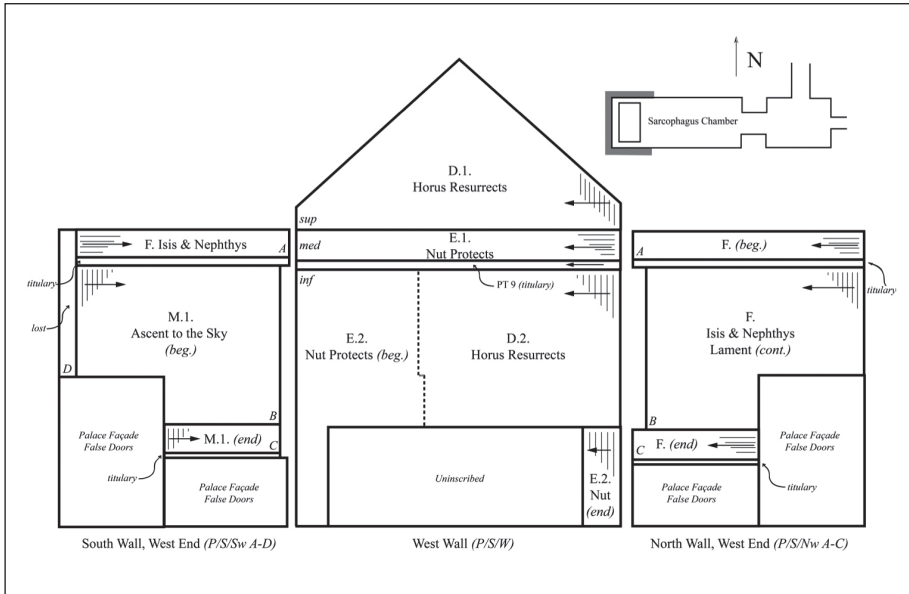 N
Sarcophagus Chamber
D.1.
Horus Resurrects
sup
F. Isis & Nephthys
A
titulary
lost
M.1.
Ascent to the Sky
(beg.)
D
B
M.1. (end)
C
Palace Façade
False Doors
titulary
Palace Façade
False Doors
South Wall, West End (P/S/Sw A-D)
med
E.1.
Nut Protects
PT 9 (titulary)
inf
E.2.
Nut Protects (beg.)
D.2.
Horus Resurrects
Uninscribed
E.2.
Nut
(end)
West Wall (P/S/W)
A
F. (beg.)
titulary
F.
Isis & Nephthys
Lament (cont.)
B
C
F. (end)
Palace Façade
False Doors
Palace Façade
False Doors
titulary
North Wall, West End (P/S/Nw A-C)